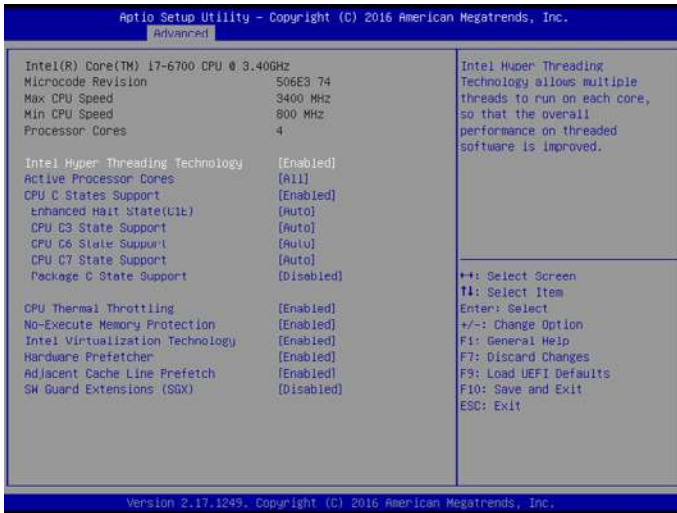 Aptio Setup Utility – Copyright (C) 2016 American Megatrends, Inc.
Advanced
Intel(R) Core(TM) i7-6700 CPU @ 3.40GHz
Microcode Revision 506E3 74
Max CPU Speed 3400 MHz
Min CPU Speed 800 MHz
Processor Cores 4
Intel Hyper Threading Technology [Enabled]
Active Processor Cores [All]
CPU C States Support [Enabled]
Enhanced Halt State(C1E) [Auto]
CPU C3 State Support [Auto]
CPU C6 State Support [Auto]
CPU C7 State Support [Auto]
Package C State Support [Disabled]
CPU Thermal Throttling [Enabled]
No-Execute Memory Protection [Enabled]
Intel Virtualization Technology [Enabled]
Hardware Prefetcher [Enabled]
Adjacent Cache Line Prefetch [Enabled]
SW Guard Extensions (SGX) [Disabled]
Intel Hyper Threading
Technology allows multiple
threads to run on each core,
so that the overall
performance on threaded
software is improved.
↔: Select Screen
↑↓: Select Item
Enter: Select
+/-: Change Option
F1: General Help
F7: Discard Changes
F9: Load UEFI Defaults
F10: Save and Exit
ESC: Exit
Version 2.17.1249. Copyright (C) 2016 American Megatrends, Inc.